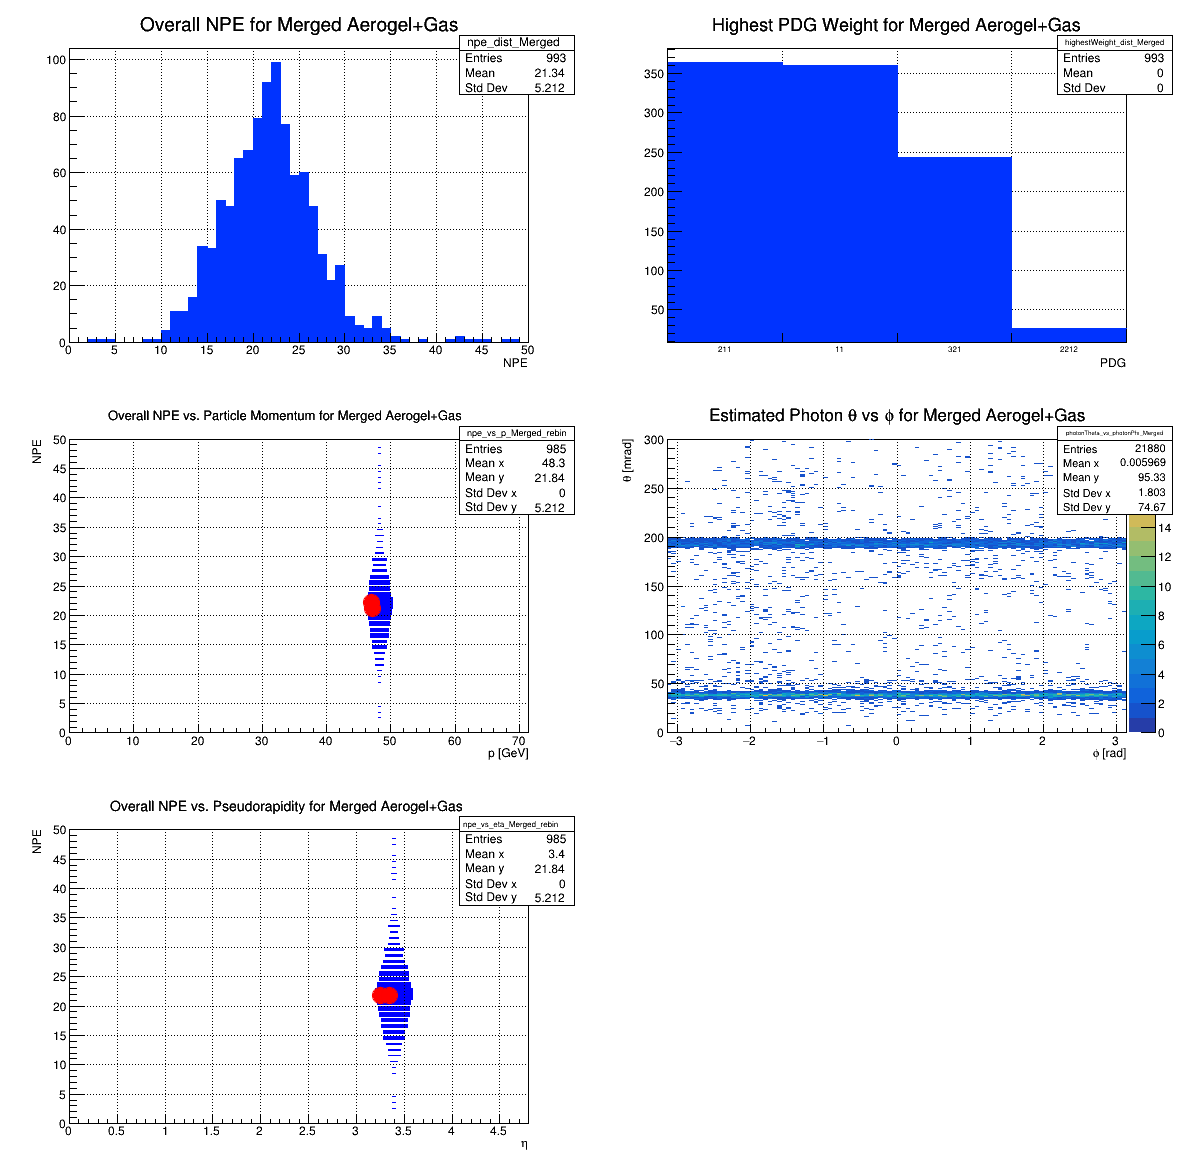 Overall NPE for Merged Aerogel+Gas
npe_dist_Merged
Entries 993
Mean 21.34
Std Dev 5.212
100
80
60
40
20
0
0 5 10 15 20 25 30 35 40 45 50
NPE
Highest PDG Weight for Merged Aerogel+Gas
highestWeight_dist_Merged
Entries 993
Mean 0
Std Dev 0
350
300
250
200
150
100
50
211 11 321 2212
PDG
Overall NPE vs. Particle Momentum for Merged Aerogel+Gas
npe_vs_p_Merged_rebin
Entries 985
Mean x 48.3
Mean y 21.84
Std Dev x 0
Std Dev y 5.212
NPE
50
45
40
35
30
25
20
15
10
5
0
0 10 20 30 40 50 60 70
p [GeV]
Estimated Photon θ vs ϕ for Merged Aerogel+Gas
photonTheta_vs_photonPhi_Merged
Entries 21880
Mean x 0.005969
Mean y 95.33
Std Dev x 1.803
Std Dev y 74.67
θ [mrad]
300
250
200
150
100
50
0
−3 −2 −1 0 1 2 3
ϕ [rad]
14
12
10
8
6
4
2
0
Overall NPE vs. Pseudorapidity for Merged Aerogel+Gas
npe_vs_eta_Merged_rebin
Entries 985
Mean x 3.4
Mean y 21.84
Std Dev x 0
Std Dev y 5.212
NPE
50
45
40
35
30
25
20
15
10
5
0
0 0.5 1 1.5 2 2.5 3 3.5 4 4.5
η